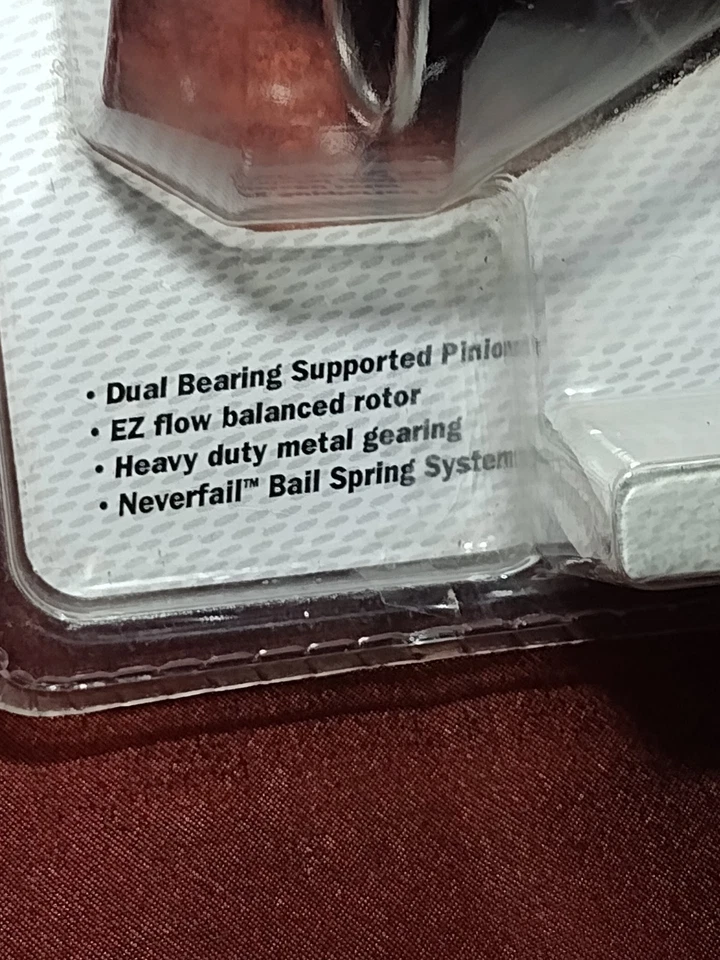 • Dual Bearing Supported Pinion
• EZ flow balanced rotor
• Heavy duty metal gearing
• Neverfail™ Bail Spring System